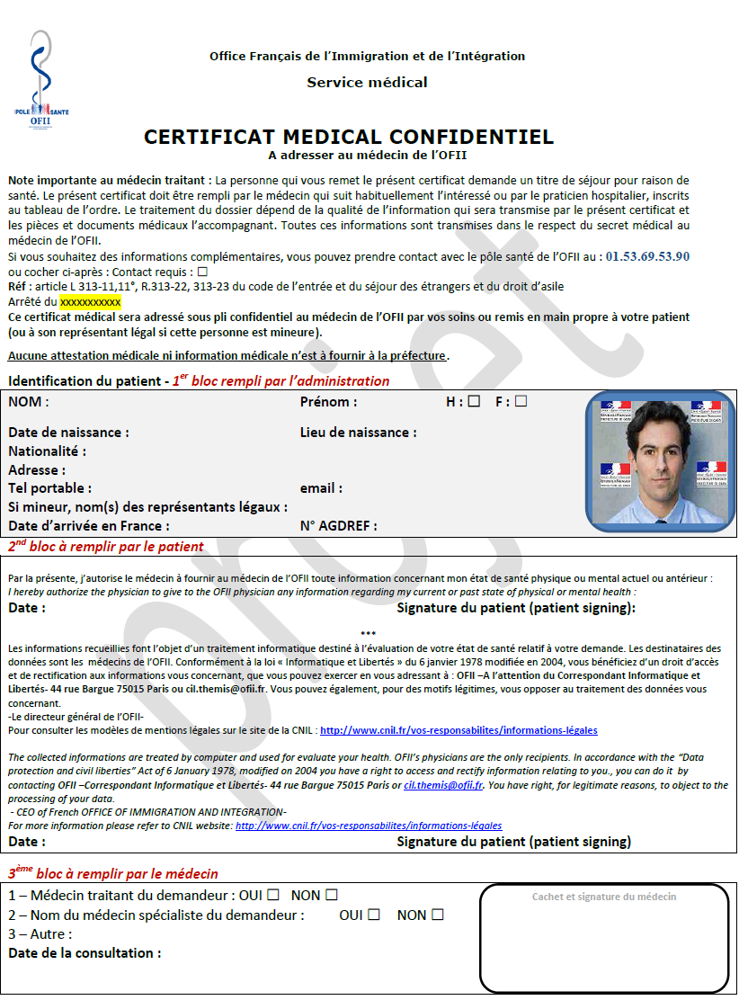 Office Français de l’Immigration et de l’Intégration
Service médical
POLE SANTE
OFII
CERTIFICAT MEDICAL CONFIDENTIEL
A adresser au médecin de l’OFII
Note importante au médecin traitant : La personne qui vous remet le présent certificat demande un titre de séjour pour raison de
santé. Le présent certificat doit être rempli par le médecin qui suit habituellement l’intéressé ou par le praticien hospitalier, inscrits
au tableau de l’ordre. Le traitement du dossier dépend de la qualité de l’information qui sera transmise par le présent certificat et
les pièces et documents médicaux l’accompagnant. Toutes ces informations sont transmises dans le respect du secret médical au
médecin de l’OFII.
Si vous souhaitez des informations complémentaires, vous pouvez prendre contact avec le pôle santé de l’OFII au : 01.53.69.53.90
ou cocher ci-après : Contact requis : ☐
Réf : article L 313-11,11°, R.313-22, 313-23 du code de l’entrée et du séjour des étrangers et du droit d’asile
Arrêté du xxxxxxxxxxx
Ce certificat médical sera adressé sous pli confidentiel au médecin de l’OFII par vos soins ou remis en main propre à votre patient
(ou à son représentant légal si cette personne est mineure).
Aucune attestation médicale ni information médicale n’est à fournir à la préfecture.
projet
Identification du patient - 1er bloc rempli par l’administration
NOM : Prénom : H : ☐ F : ☐
Date de naissance : Lieu de naissance :
Nationalité :
Adresse :
Tel portable : email :
Si mineur, nom(s) des représentants légaux :
Date d’arrivée en France : N° AGDREF :
2nd bloc à remplir par le patient
Par la présente, j’autorise le médecin à fournir au médecin de l’OFII toute information concernant mon état de santé physique ou mental actuel ou antérieur :
I hereby authorize the physician to give to the OFII physician any information regarding my current or past state of physical or mental health :
Date : Signature du patient (patient signing):
***
Les informations recueillies font l’objet d’un traitement informatique destiné à l’évaluation de votre état de santé relatif à votre demande. Les destinataires des
données sont les médecins de l’OFII. Conformément à la loi « Informatique et Libertés » du 6 janvier 1978 modifiée en 2004, vous bénéficiez d’un droit d’accès
et de rectification aux informations vous concernant, que vous pouvez exercer en vous adressant à : OFII –A l’attention du Correspondant Informatique et
Libertés- 44 rue Bargue 75015 Paris ou cil.themis@ofii.fr. Vous pouvez également, pour des motifs légitimes, vous opposer au traitement des données vous
concernant.
-Le directeur général de l’OFII-
Pour consulter les modèles de mentions légales sur le site de la CNIL : http://www.cnil.fr/vos-responsabilites/informations-légales
The collected informations are treated by computer and used for evaluate your health. OFII’s physicians are the only recipients. In accordance with the “Data
protection and civil liberties” Act of 6 January 1978, modified on 2004 you have a right to access and rectify information relating to you., you can do it by
contacting OFII –Correspondant Informatique et Libertés- 44 rue Bargue 75015 Paris or cil.themis@ofii.fr. You have right, for legitimate reasons, to object to the
processing of your data.
- CEO of French OFFICE OF IMMIGRATION AND INTEGRATION-
For more information please refer to CNIL website: http://www.cnil.fr/vos-responsabilites/informations-légales
Date : Signature du patient (patient signing)
3ème bloc à remplir par le médecin
1 – Médecin traitant du demandeur : OUI ☐ NON ☐
2 – Nom du médecin spécialiste du demandeur : OUI ☐ NON ☐
3 – Autre :
Date de la consultation :
Cachet et signature du médecin